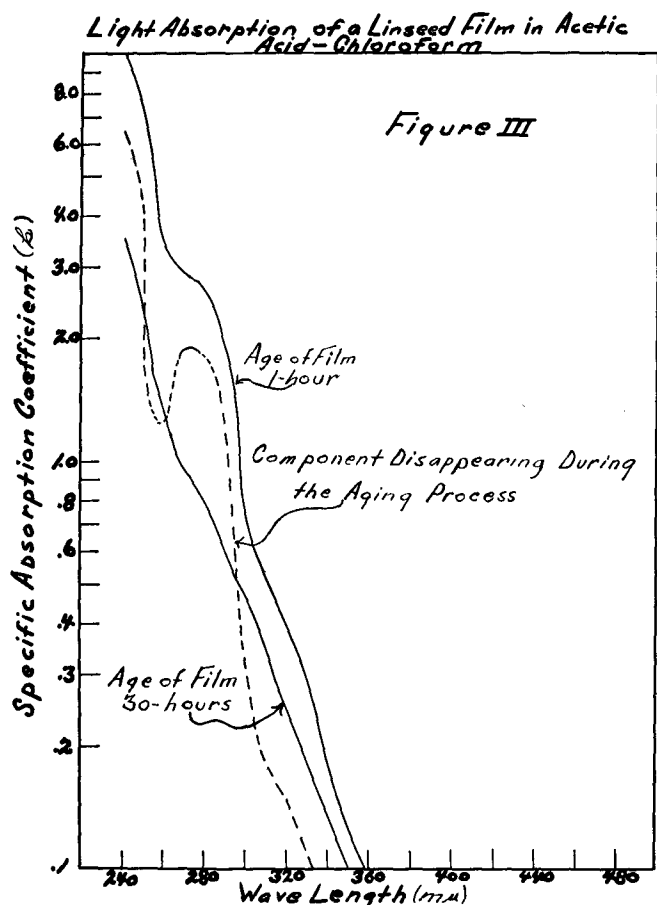 Light Absorption of a Linseed Film in Acetic
Acid-Chloroform
Figure III
8.0
6.0
4.0
3.0
2.0
1.0
.8
.6
.4
.3
.2
.1
Specific Absorption Coefficient (k)
Age of Film
1-hour
Component Disappearing During
the Aging Process
Age of Film
30-hours
240 280 320 360 400 440 480
Wave Length (mμ)